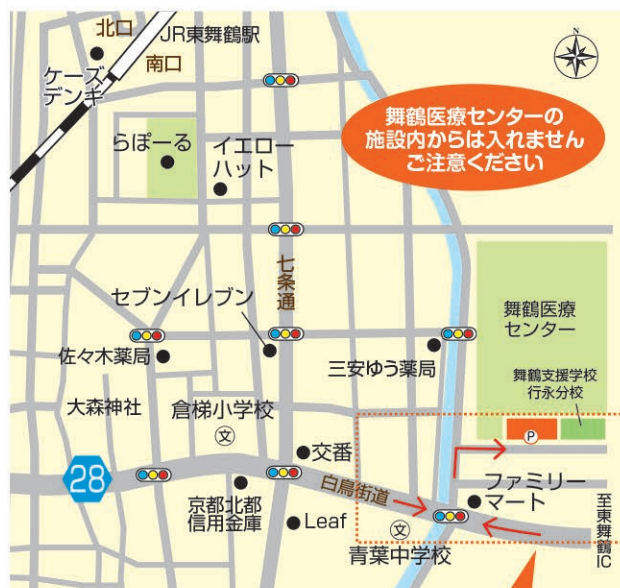 北口
JR東舞鶴駅
ケーズ
デンキ
南口
N
舞鶴医療センターの
施設内からは入れません
ご注意ください
らぽーる
イエロー
ハット
七条通
セブンイレブン
舞鶴医療
センター
佐々木薬局
三安ゆう薬局
舞鶴支援学校
行永分校
大森神社
倉梯小学校
文
P
交番
28
白鳥街道
ファミリー
マート
京都北都
信用金庫
Leaf
文
青葉中学校
至東舞鶴IC